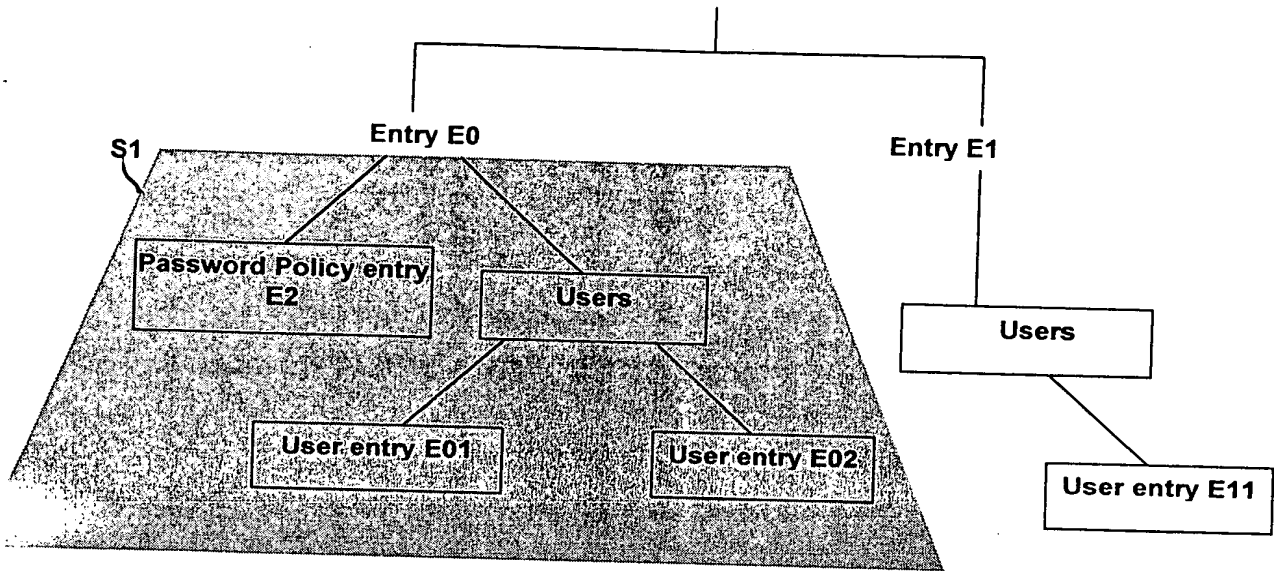 Entry E0
Entry E1
S1
Password Policy entry
E2
Users
Users
User entry E01
User entry E02
User entry E11